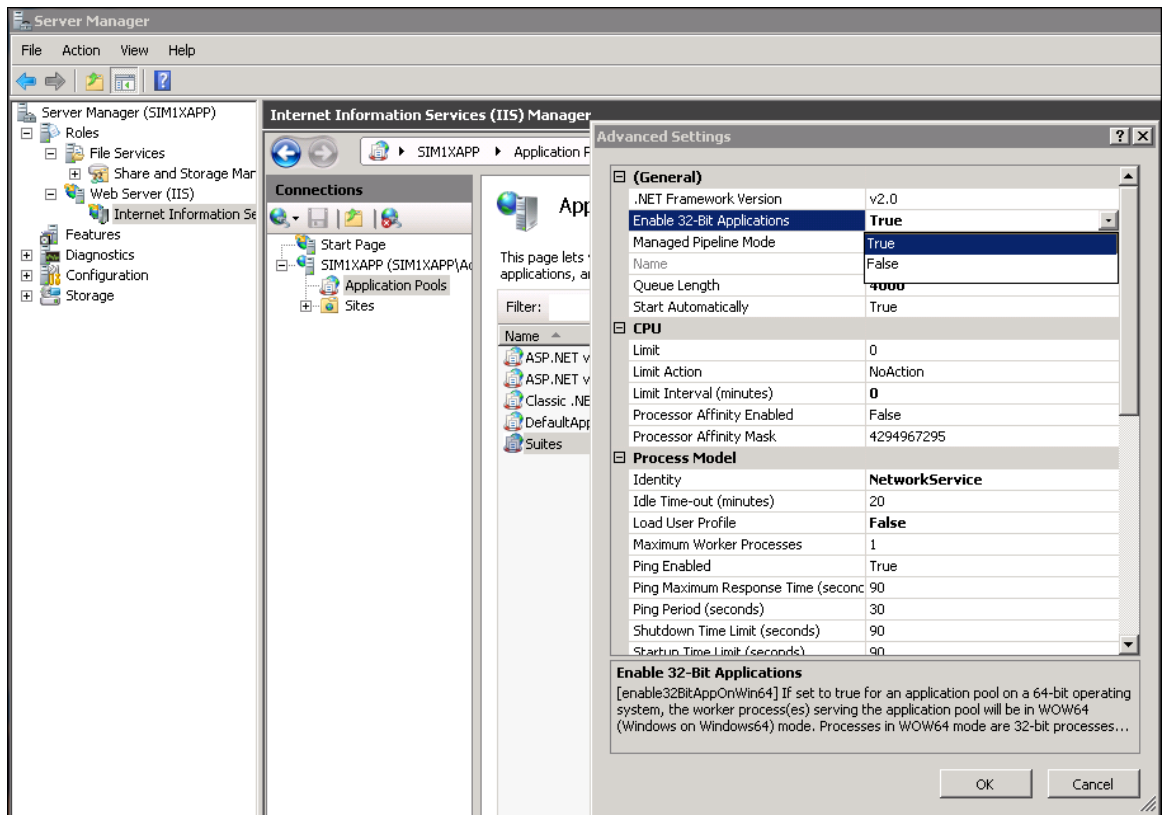 Server Manager
File Action View Help
Server Manager (SIM1XAPP)
Roles
File Services
Share and Storage Mar
Web Server (IIS)
Internet Information Se
Features
Diagnostics
Configuration
Storage
Internet Information Services (IIS) Manager
SIM1XAPP Application P
Connections
Start Page
SIM1XAPP (SIM1XAPP\Ad
Application Pools
Sites
App
This page lets
applications, a
Filter:
Name
ASP.NET v
ASP.NET v
Classic .NE
DefaultApp
Suites
Advanced Settings
(General)
.NET Framework Version v2.0
Enable 32-Bit Applications True
Managed Pipeline Mode True
Name False
Queue Length 4000
Start Automatically True
CPU
Limit 0
Limit Action NoAction
Limit Interval (minutes) 0
Processor Affinity Enabled False
Processor Affinity Mask 4294967295
Process Model
Identity NetworkService
Idle Time-out (minutes) 20
Load User Profile False
Maximum Worker Processes 1
Ping Enabled True
Ping Maximum Response Time (seconc 90
Ping Period (seconds) 30
Shutdown Time Limit (seconds) 90
Startup Time Limit (seconds) 90
Enable 32-Bit Applications
[enable32BitAppOnWin64] If set to true for an application pool on a 64-bit operating
system, the worker process(es) serving the application pool will be in WOW64
(Windows on Windows64) mode. Processes in WOW64 mode are 32-bit processes...
OK Cancel